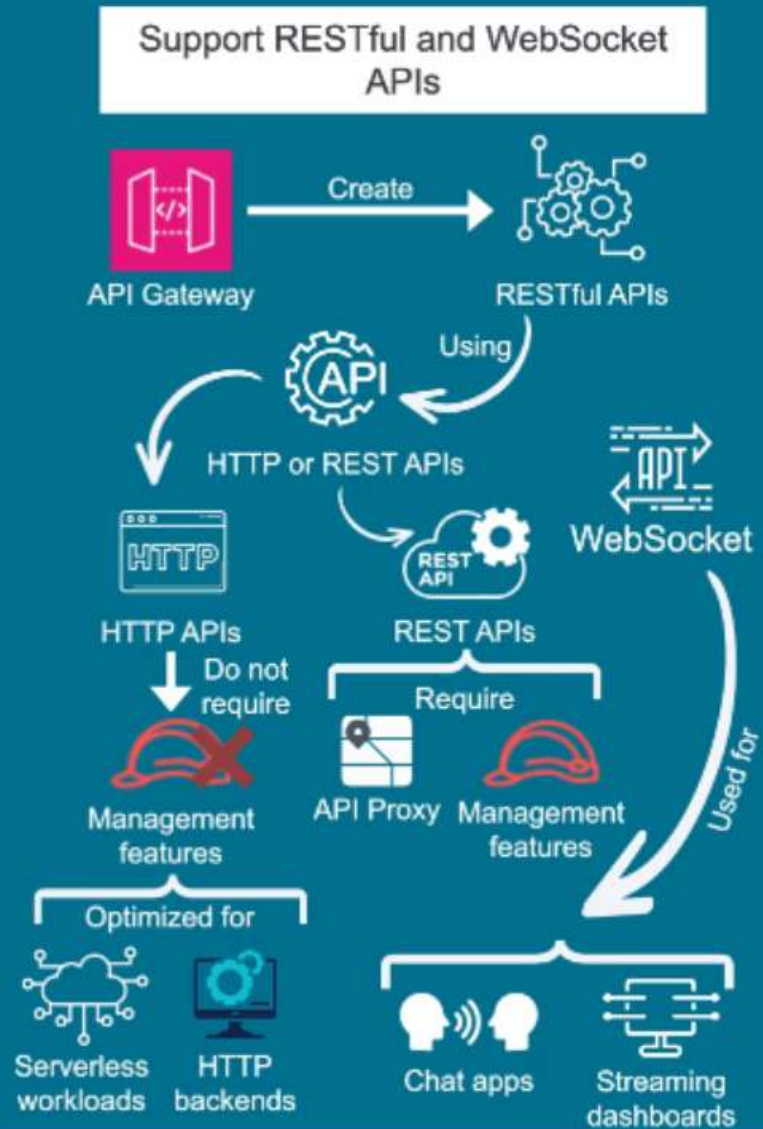 Support RESTful and WebSocket
APIs
</>
Create
API Gateway
RESTful APIs
Using
API
HTTP or REST APIs
API
WebSocket
HTTP
REST
API
HTTP APIs
REST APIs
Do not
require
Require
Management
features
API Proxy
Management
features
Used for
Optimized for
Serverless
workloads
HTTP
backends
Chat apps
Streaming
dashboards